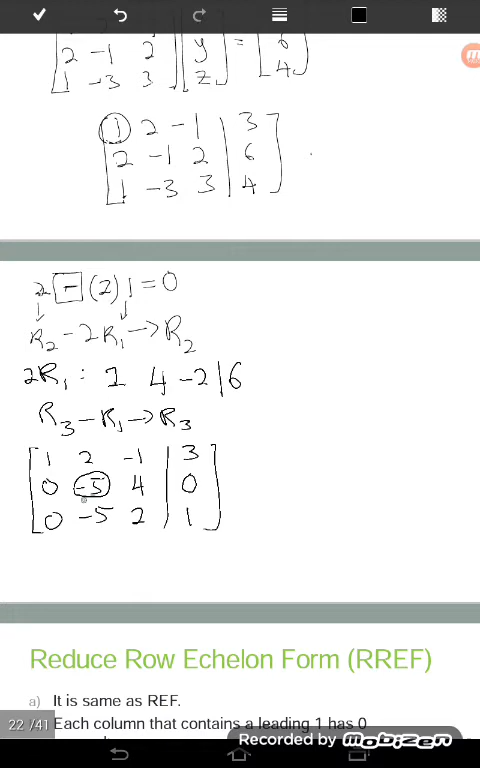 2 -1 2 y = 6
1 -3 3 z 4
1 2 -1 | 3
2 -1 2 | 6
1 -3 3 | 4
2 - (2) 1 = 0
R2 - 2R1 → R2
2R1 : 2 4 -2 | 6
R3 - R1 → R3
1 2 -1 | 3
0 -5 4 | 0
0 -5 2 | 1
Reduce Row Echelon Form (RREF)
a) It is same as REF.
Each column that contains a leading 1 has 0
22 /41
Recorded by mobizen